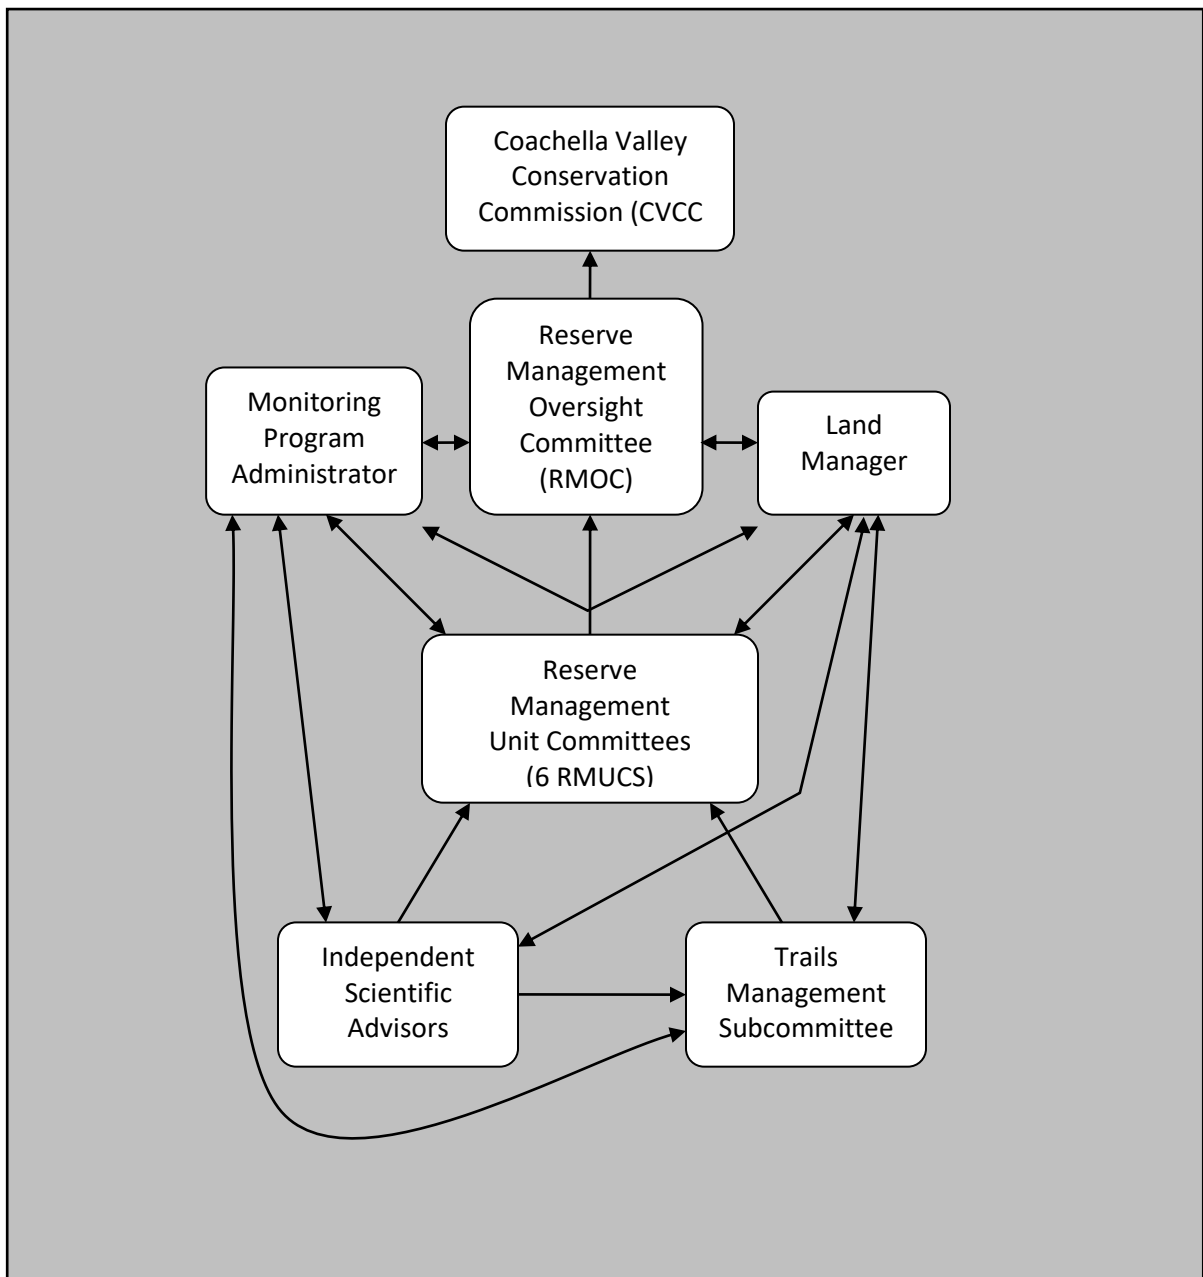 Coachella Valley
Conservation
Commission (CVCC
Reserve
Management
Oversight
Committee
(RMOC)
Monitoring
Program
Administrator
Land
Manager
Reserve
Management
Unit Committees
(6 RMUCS)
Independent
Scientific
Advisors
Trails
Management
Subcommittee